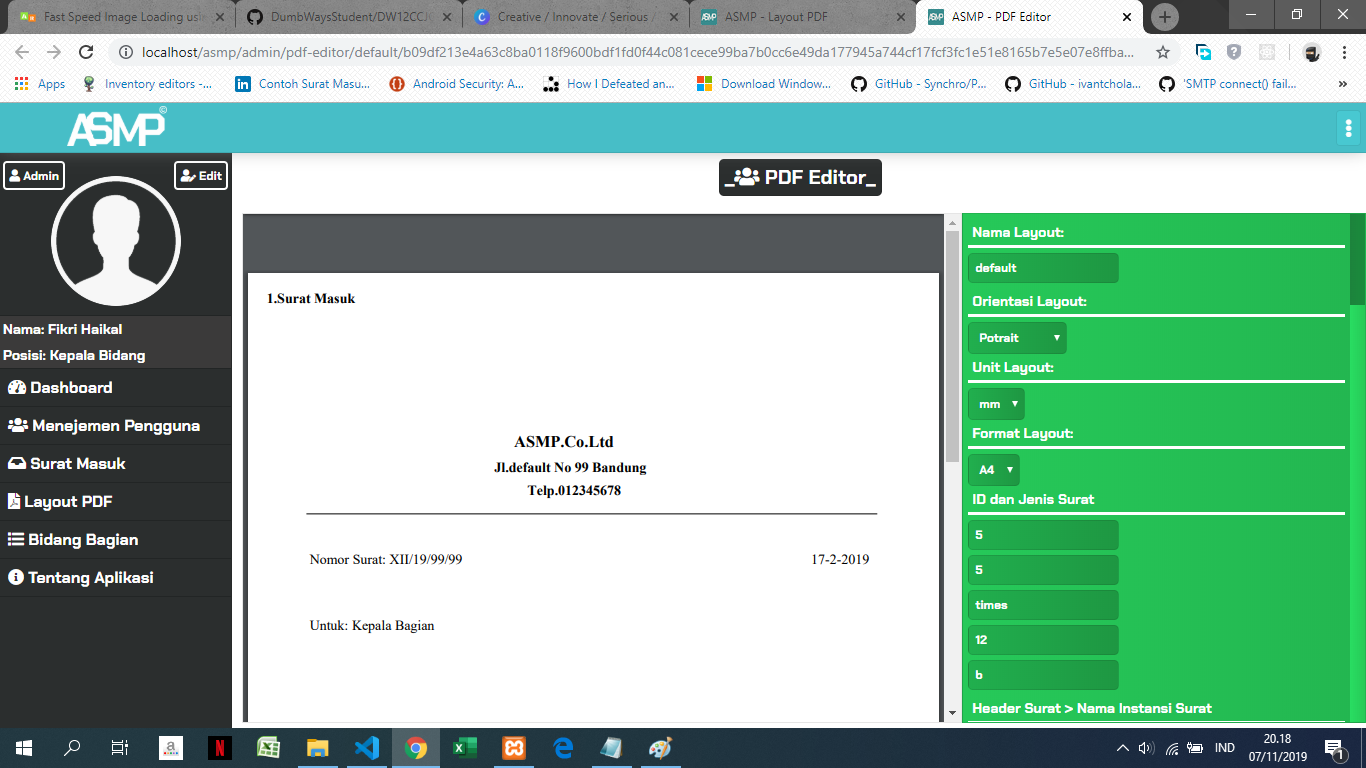 Fast Speed Image Loading usin
DumbWaysStudent/DW12CCJ
Creative / Innovate / Serious /
ASMP - Layout PDF
ASMP - PDF Editor
localhost/asmp/admin/pdf-editor/default/b09df213e4a63c8ba0118f9600bdf1fd0f44c081cece99ba7b0cc6e49da177945a744cf17fcf3fc1e51e8165b7e5e07e8ffba...
Apps
Inventory editors -...
Contoh Surat Masu...
Android Security: A...
How I Defeated an...
Download Window...
GitHub - Synchro/P...
GitHub - ivantchola...
'SMTP connect() fail...
»
ASMP©
Admin
Edit
Nama: Fikri Haikal
Posisi: Kepala Bidang
Dashboard
Menejemen Pengguna
Surat Masuk
Layout PDF
Bidang Bagian
Tentang Aplikasi
_ PDF Editor_
1.Surat Masuk
ASMP.Co.Ltd
Jl.default No 99 Bandung
Telp.012345678
Nomor Surat: XII/19/99/99 17-2-2019
Untuk: Kepala Bagian
Nama Layout:
default
Orientasi Layout:
Potrait
Unit Layout:
mm
Format Layout:
A4
ID dan Jenis Surat
5
5
times
12
b
Header Surat > Nama Instansi Surat
IND
20.18
07/11/2019
1